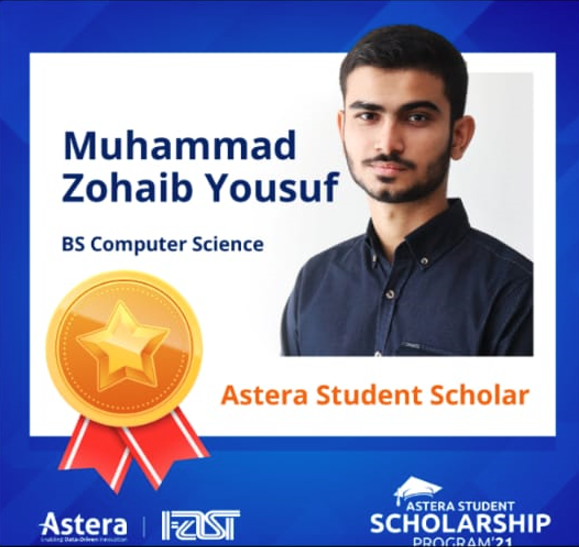 Muhammad
Zohaib Yousuf
BS Computer Science
Astera Student Scholar
Astera
Enabling Data-Driven Innovation
FAST
ASTERA STUDENT
SCHOLARSHIP
PROGRAM'21